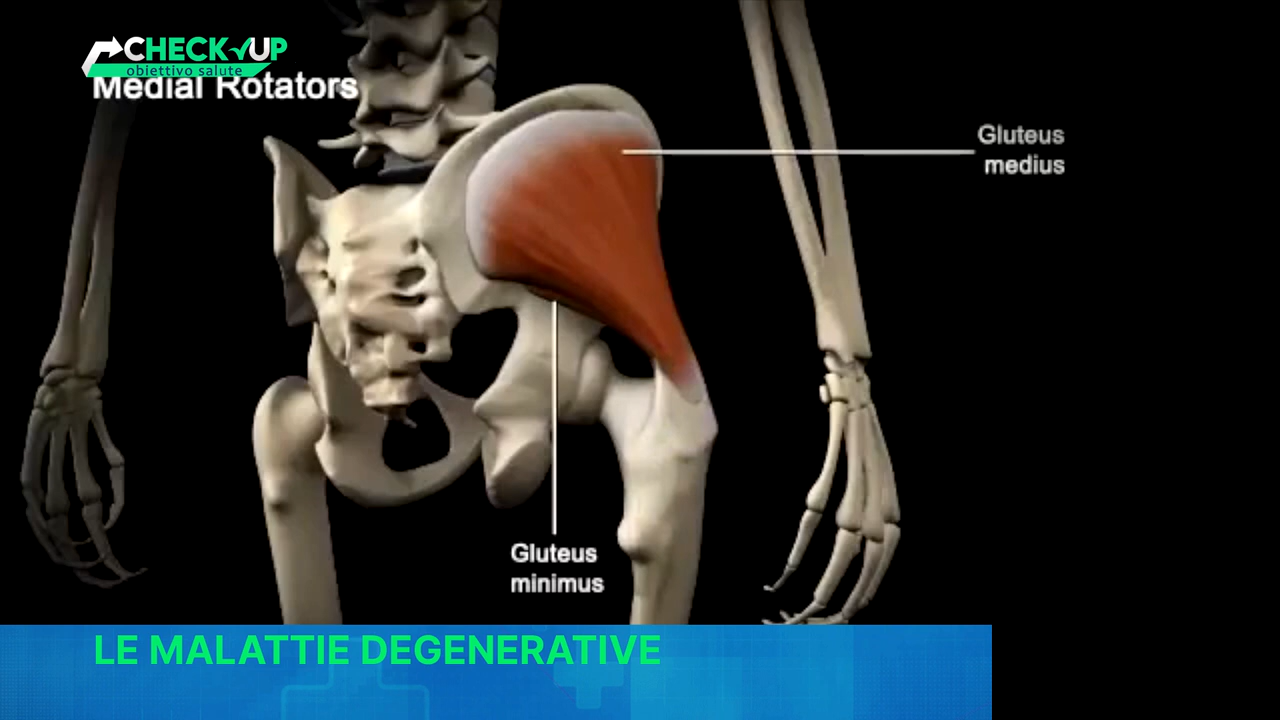 CHECK UP
obiettivo salute
Medial Rotators
Gluteus
medius
Gluteus
minimus
LE MALATTIE DEGENERATIVE